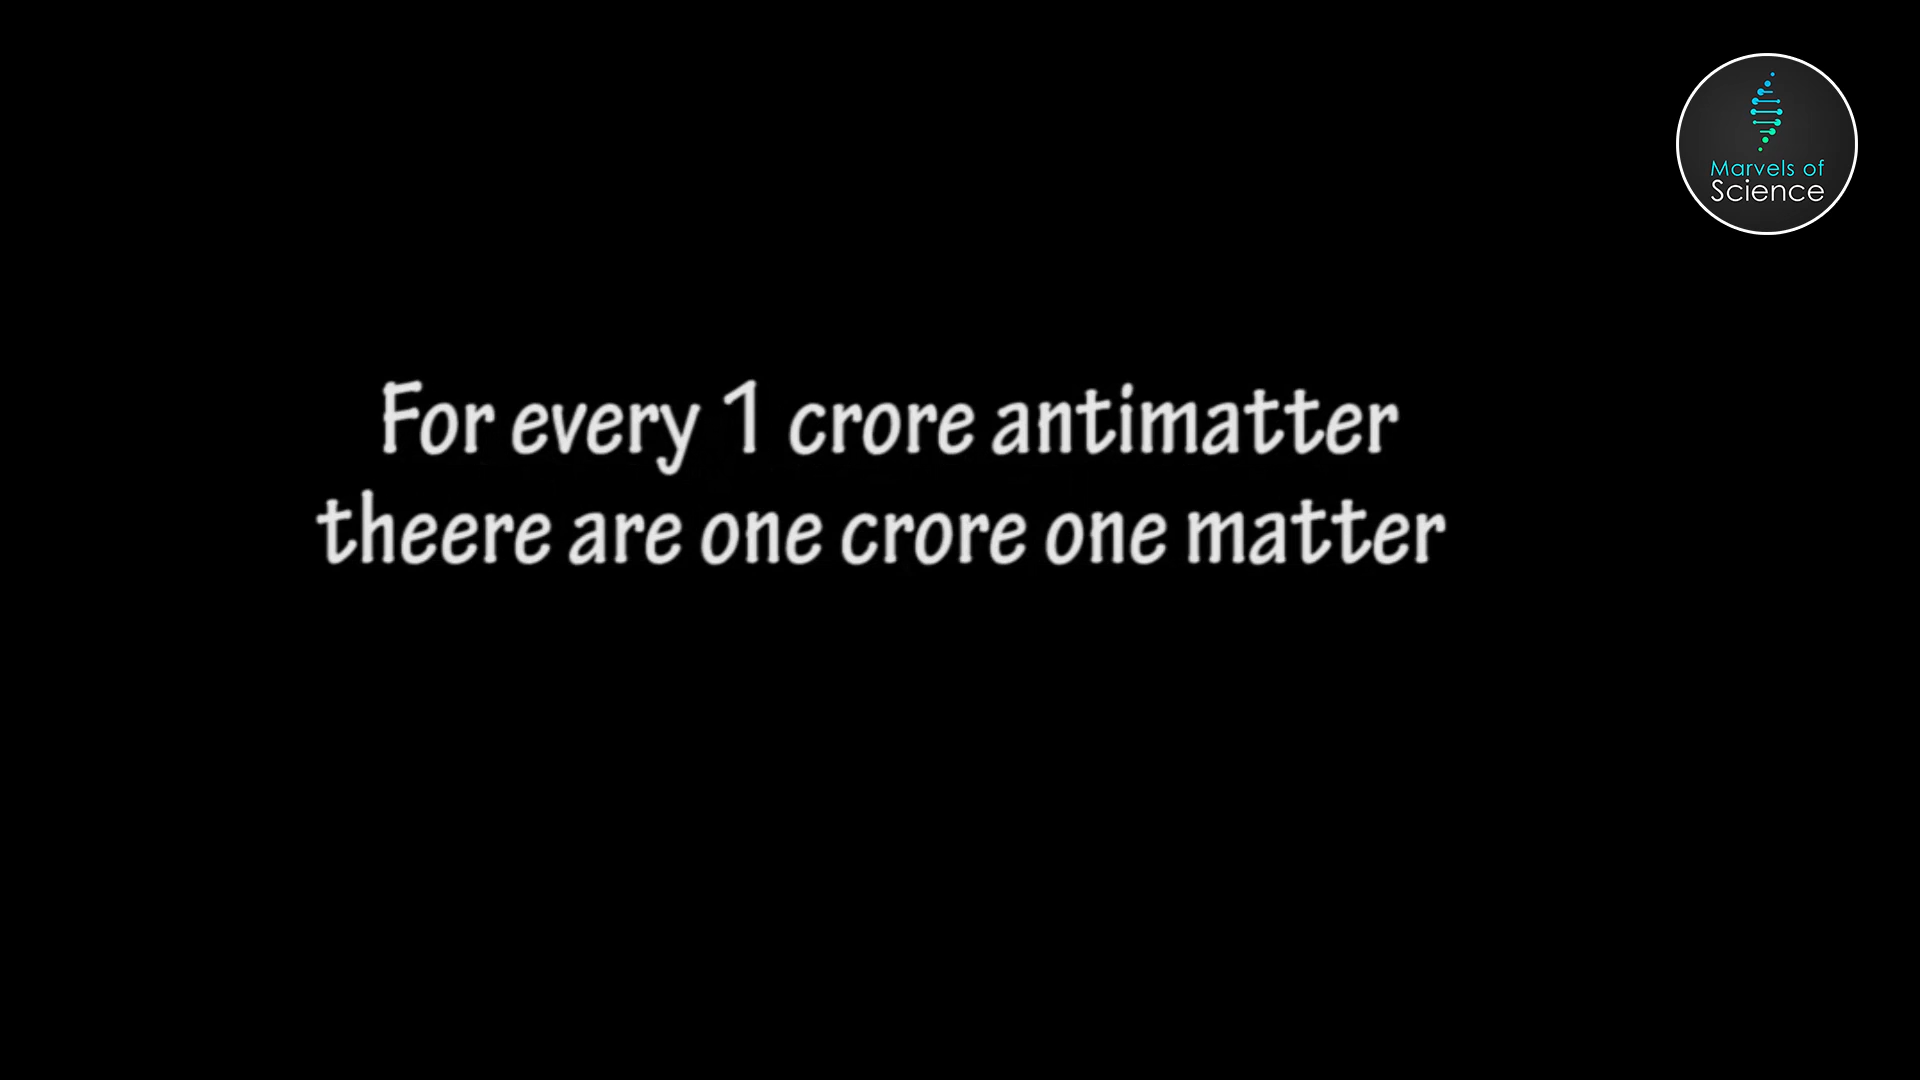 Marvels of
Science
For every 1 crore antimatter
theere are one crore one matter